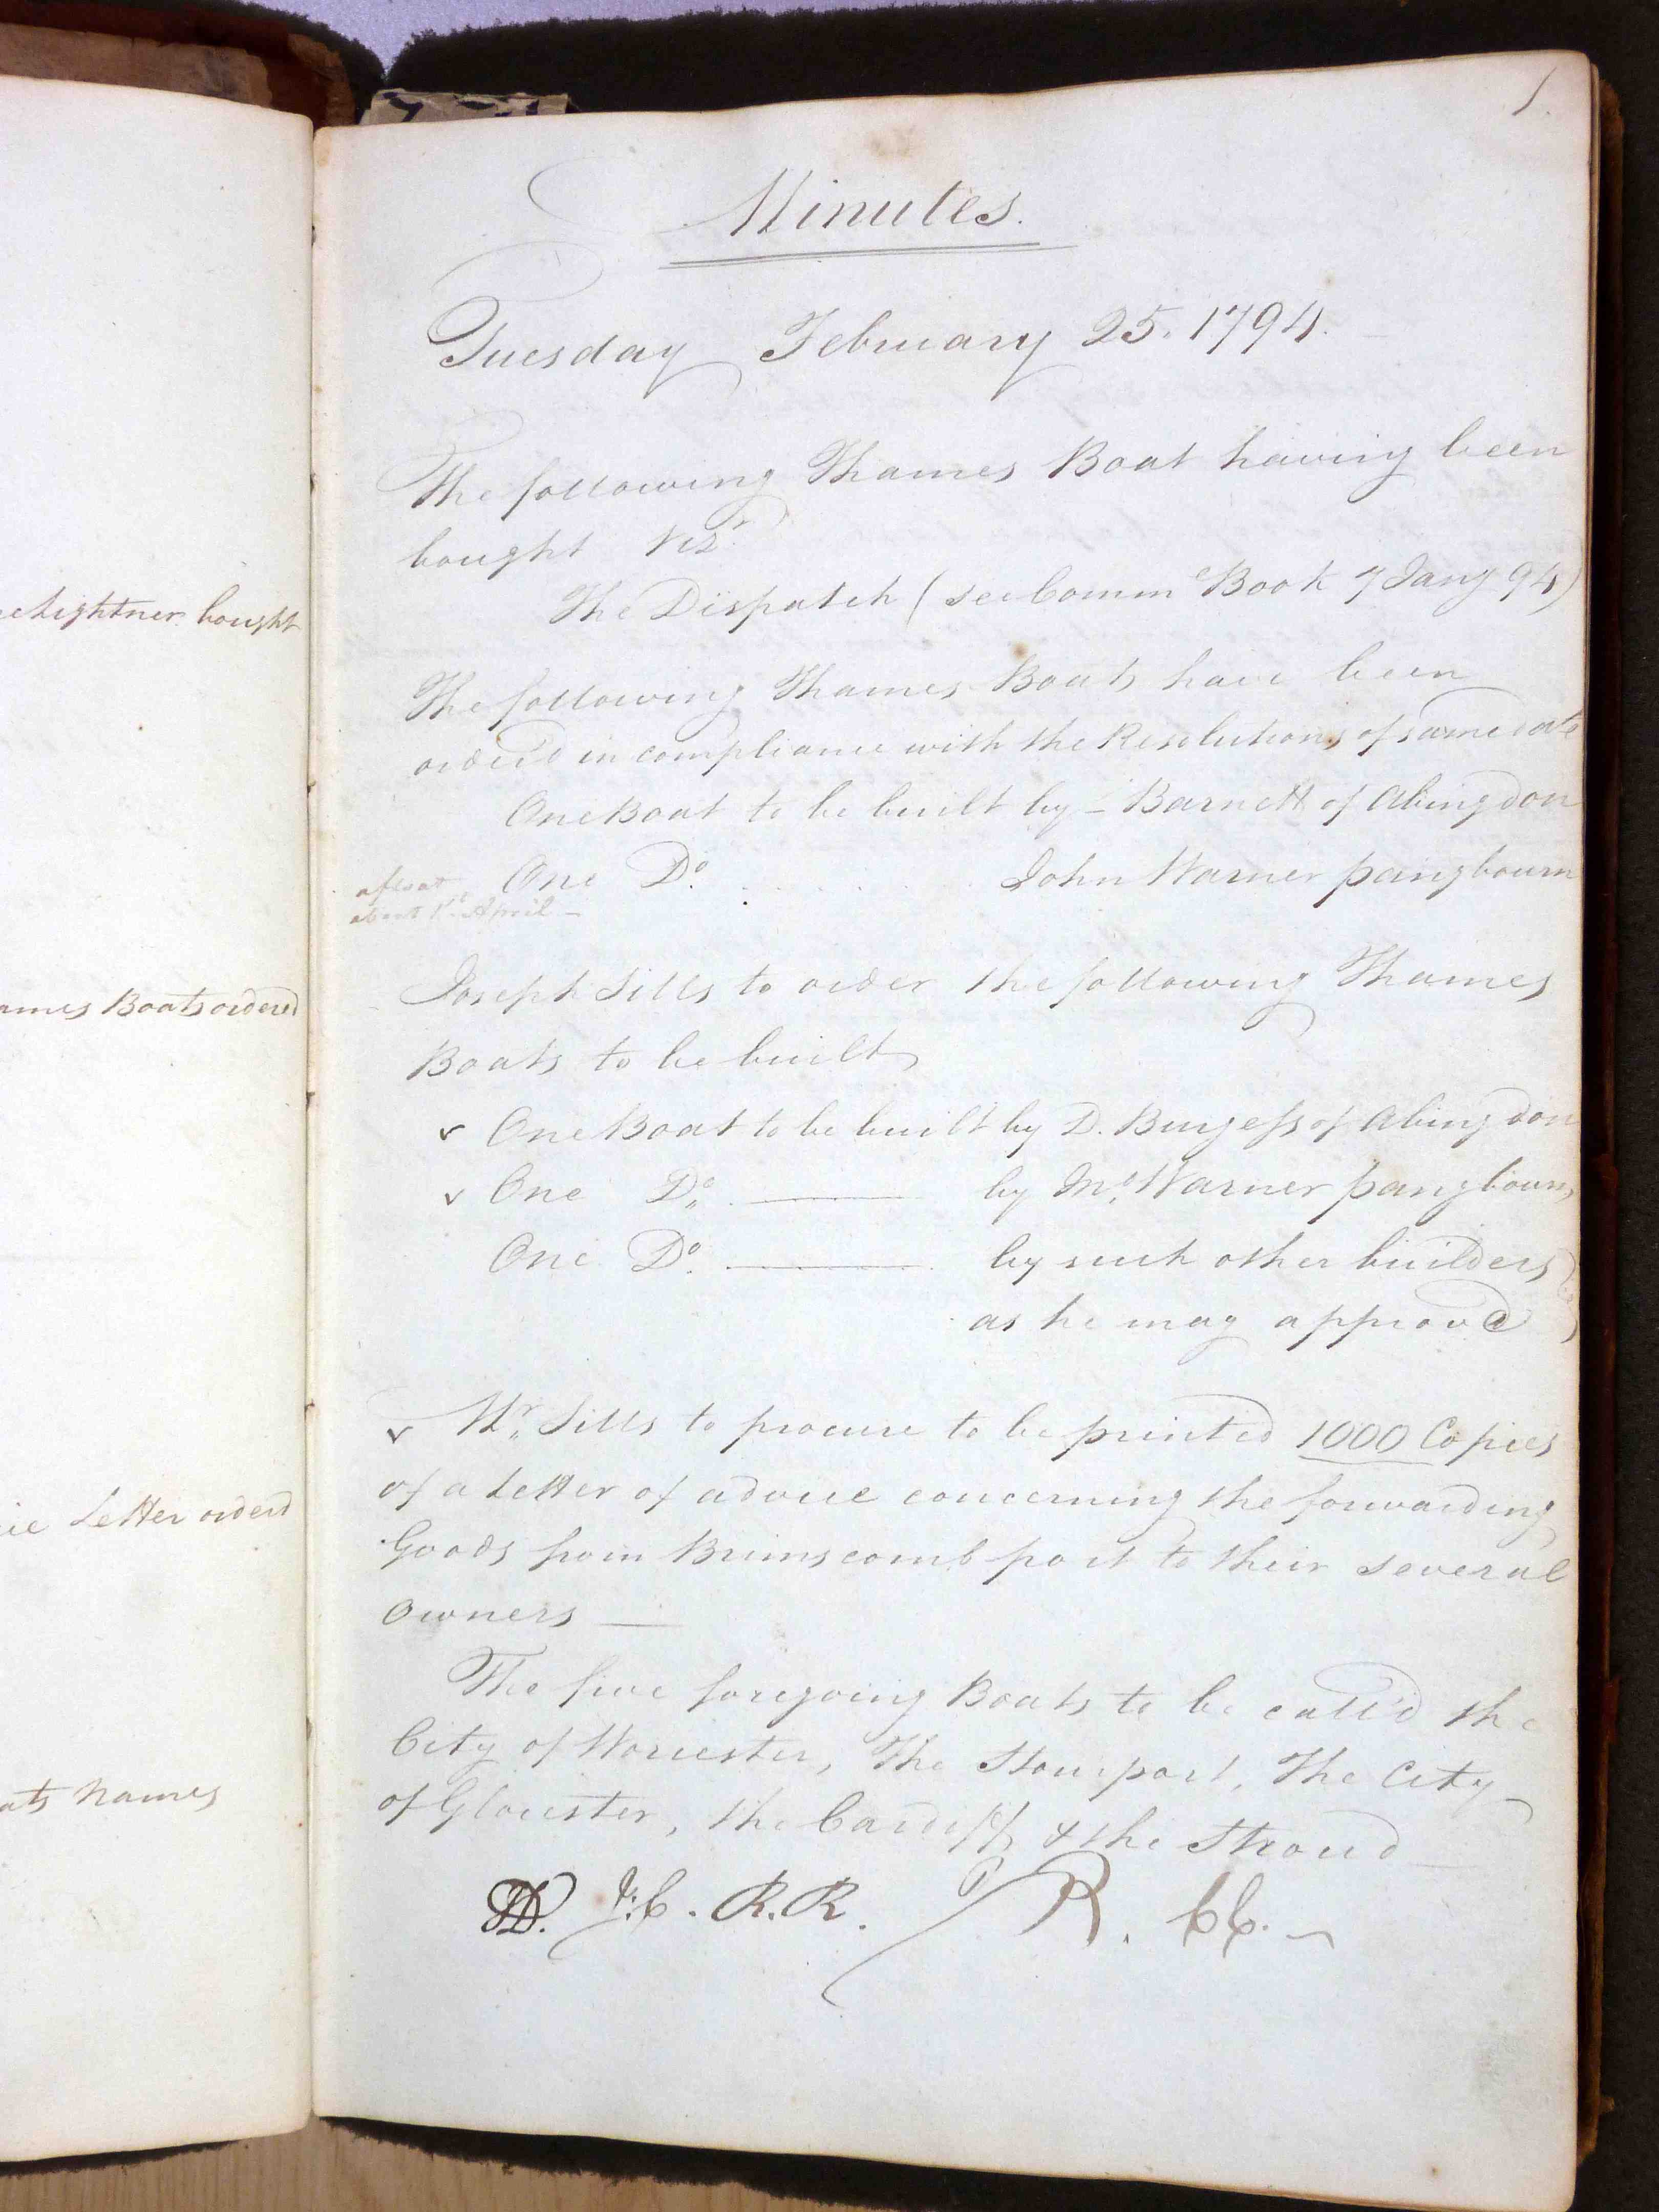 1.
Minutes.
Tuesday February 25. 1794.
The following Thames Boat having been
bought Viz.t
Lightner bought
The Dispatch (see Comm.e Book 7 Jany 94)
The following Thames Boats have been
order'd in compliance with the Resolutions of same date
One Boat to be built by – Barnett of Abingdon
One Do. John Warner pangbourn
afloat
about 1st. April –
Joseph Sills to order the following Thames
Boats ordered
Boats to be built
v One Boat to be built by D. Burgess of Abingdon
v One Do. by Jno. Warner pangbourn
One Do. by such other builders
as he may approve
v Mr. Sills to procure to be printed 1000 Copies
of a Letter of advice concerning the forwarding
Letter orderd
Goods from Brimscomb port to their several
Owners —
The five foregoing Boats to be call'd the
City of Worcester, The Stourport, The City
names
of Glocester, the Cardiff, & the Stroud —
J.C. R.R. R. CC. –